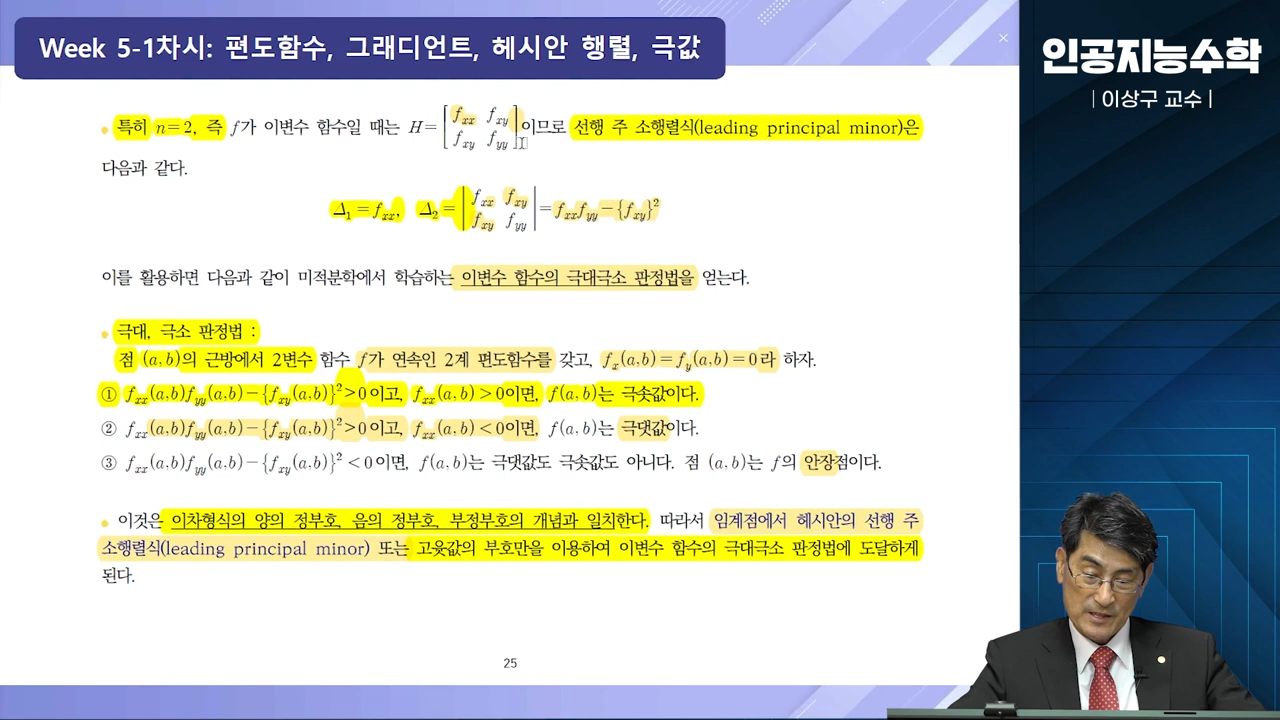 Week 5-1차시: 편도함수, 그래디언트, 헤시안 행렬, 극값
인공지능수학
| 이상구 교수 |
• 특히 n=2, 즉 f가 이변수 함수일 때는 H=[f_xx f_xy; f_xy f_yy]이므로 선행 주 소행렬식(leading principal minor)은
다음과 같다.
Δ₁=f_xx, Δ₂=|f_xx f_xy; f_xy f_yy|=f_xx f_yy-{f_xy}²
이를 활용하면 다음과 같이 미적분학에서 학습하는 이변수 함수의 극대극소 판정법을 얻는다.
• 극대, 극소 판정법 :
점 (a,b)의 근방에서 2변수 함수 f가 연속인 2계 편도함수를 갖고, f_x(a,b)=f_y(a,b)=0라 하자.
① f_xx(a,b)f_yy(a,b)-{f_xy(a,b)}²>0이고, f_xx(a,b)>0이면, f(a,b)는 극솟값이다.
② f_xx(a,b)f_yy(a,b)-{f_xy(a,b)}²>0이고, f_xx(a,b)<0이면, f(a,b)는 극댓값이다.
③ f_xx(a,b)f_yy(a,b)-{f_xy(a,b)}²<0이면, f(a,b)는 극댓값도 극솟값도 아니다. 점 (a,b)는 f의 안장점이다.
• 이것은 이차형식의 양의 정부호, 음의 정부호, 부정부호의 개념과 일치한다. 따라서 임계점에서 헤시안의 선행 주
소행렬식(leading principal minor) 또는 고윳값의 부호만을 이용하여 이변수 함수의 극대극소 판정법에 도달하게
된다.
25